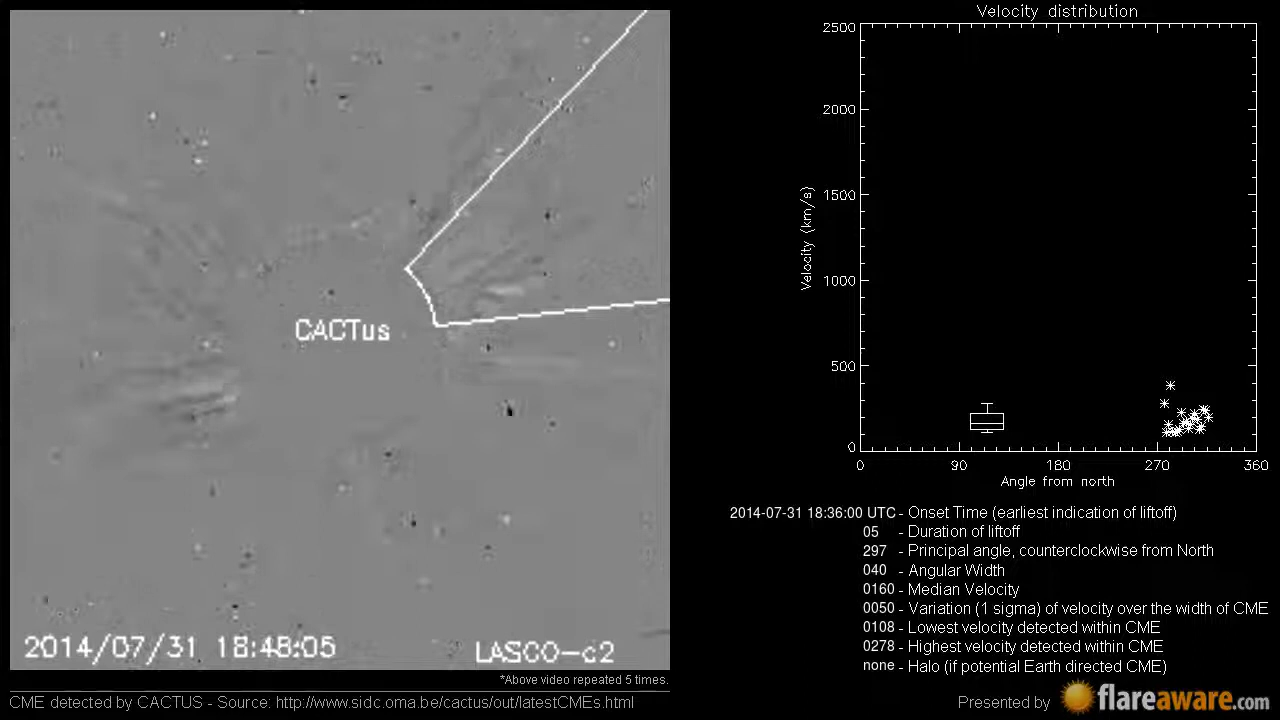 Velocity distribution
2500
2000
1500
1000
500
0
Velocity (km/s)
0 90 180 270 360
Angle from north
CACTus
2014/07/31 18:48:05
LASCO-c2
*Above video repeated 5 times.
CME detected by CACTUS - Source: http://www.sidc.oma.be/cactus/out/latestCMEs.html
2014-07-31 18:36:00 UTC - Onset Time (earliest indication of liftoff)
05 - Duration of liftoff
297 - Principal angle, counterclockwise from North
040 - Angular Width
0160 - Median Velocity
0050 - Variation (1 sigma) of velocity over the width of CME
0108 - Lowest velocity detected within CME
0278 - Highest velocity detected within CME
none - Halo (if potential Earth directed CME)
Presented by flareaware.com